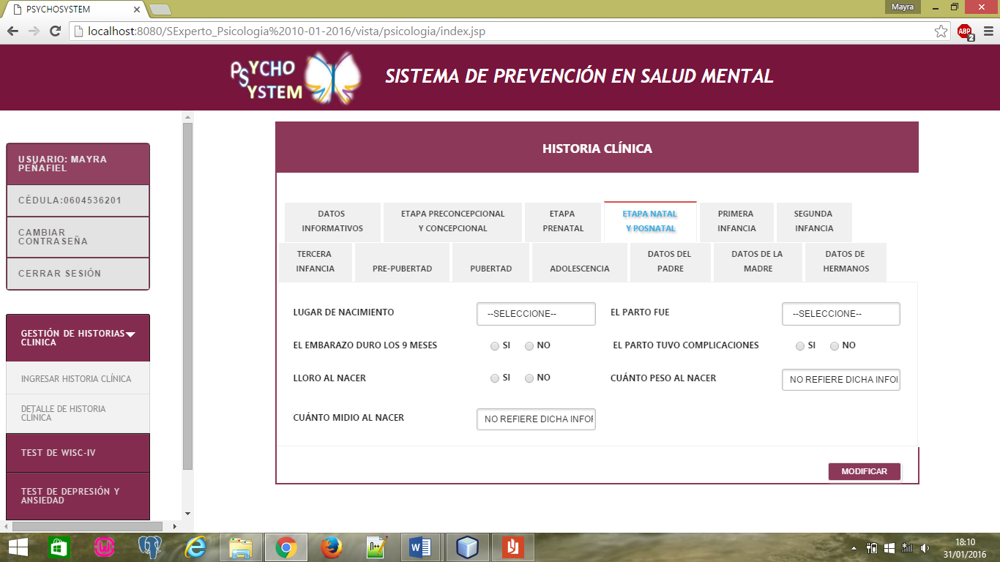 PSYCHOSYSTEM
Mayra
localhost:8080/SExperto_Psicologia%2010-01-2016/vista/psicologia/index.jsp
ABP
2
PSYCHO
SYSTEM
SISTEMA DE PREVENCIÓN EN SALUD MENTAL
USUARIO: MAYRA
PEÑAFIEL
CÉDULA:0604536201
CAMBIAR
CONTRASEÑA
CERRAR SESIÓN
GESTIÓN DE HISTORIAS
CLINICA
INGRESAR HISTORIA CLÍNICA
DETALLE DE HISTORIA
CLÍNICA
TEST DE WISC-IV
TEST DE DEPRESIÓN Y
ANSIEDAD
HISTORIA CLÍNICA
DATOS
INFORMATIVOS
ETAPA PRECONCEPCIONAL
Y CONCEPCIONAL
ETAPA
PRENATAL
ETAPA NATAL
Y POSNATAL
PRIMERA
INFANCIA
SEGUNDA
INFANCIA
TERCERA
INFANCIA
PRE-PUBERTAD
PUBERTAD
ADOLESCENCIA
DATOS DEL
PADRE
DATOS DE LA
MADRE
DATOS DE
HERMANOS
LUGAR DE NACIMIENTO --SELECCIONE-- EL PARTO FUE --SELECCIONE--
EL EMBARAZO DURO LOS 9 MESES SI NO EL PARTO TUVO COMPLICACIONES SI NO
LLORO AL NACER SI NO CUÁNTO PESO AL NACER NO REFIERE DICHA INFO
CUÁNTO MIDIO AL NACER NO REFIERE DICHA INFO
MODIFICAR
18:10
31/01/2016